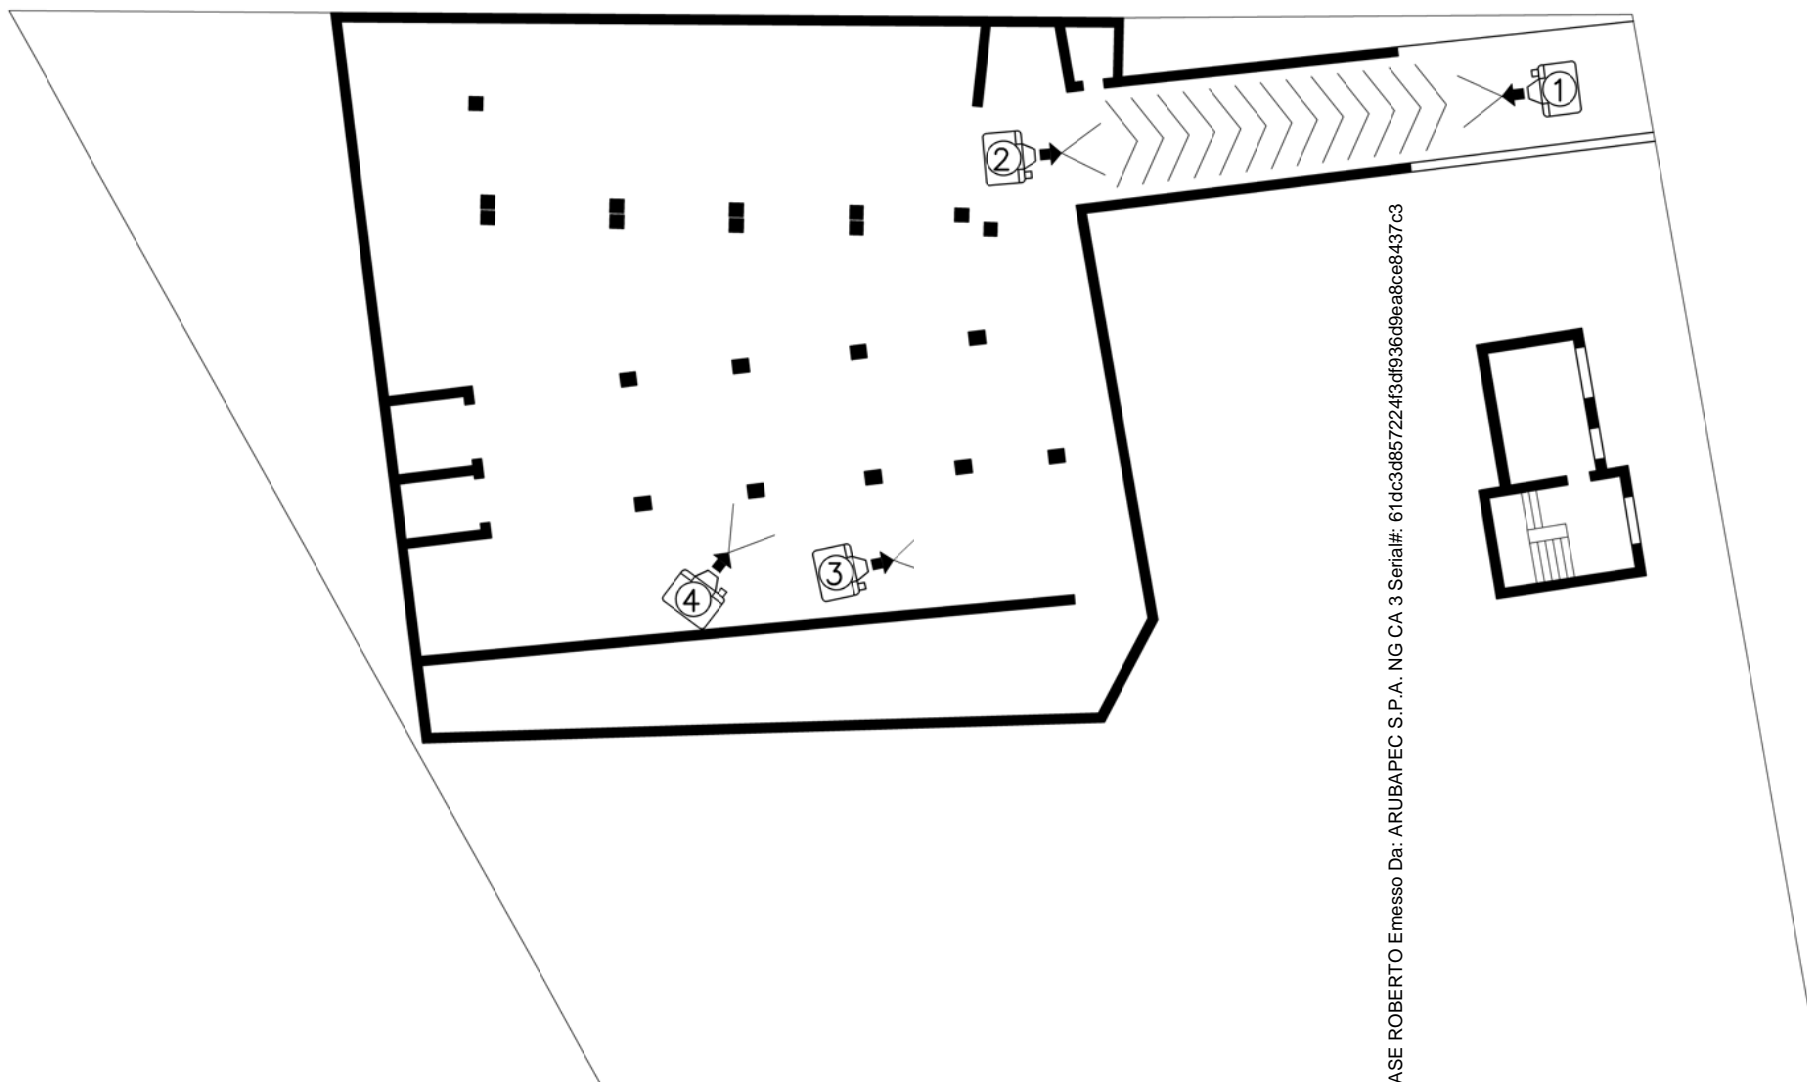 1
2
3
4
ASE ROBERTO Emesso Da: ARUBAPEC S.P.A. NG CA 3 Serial#: 61dc3d857224f3df936d9ea8ce8437c3